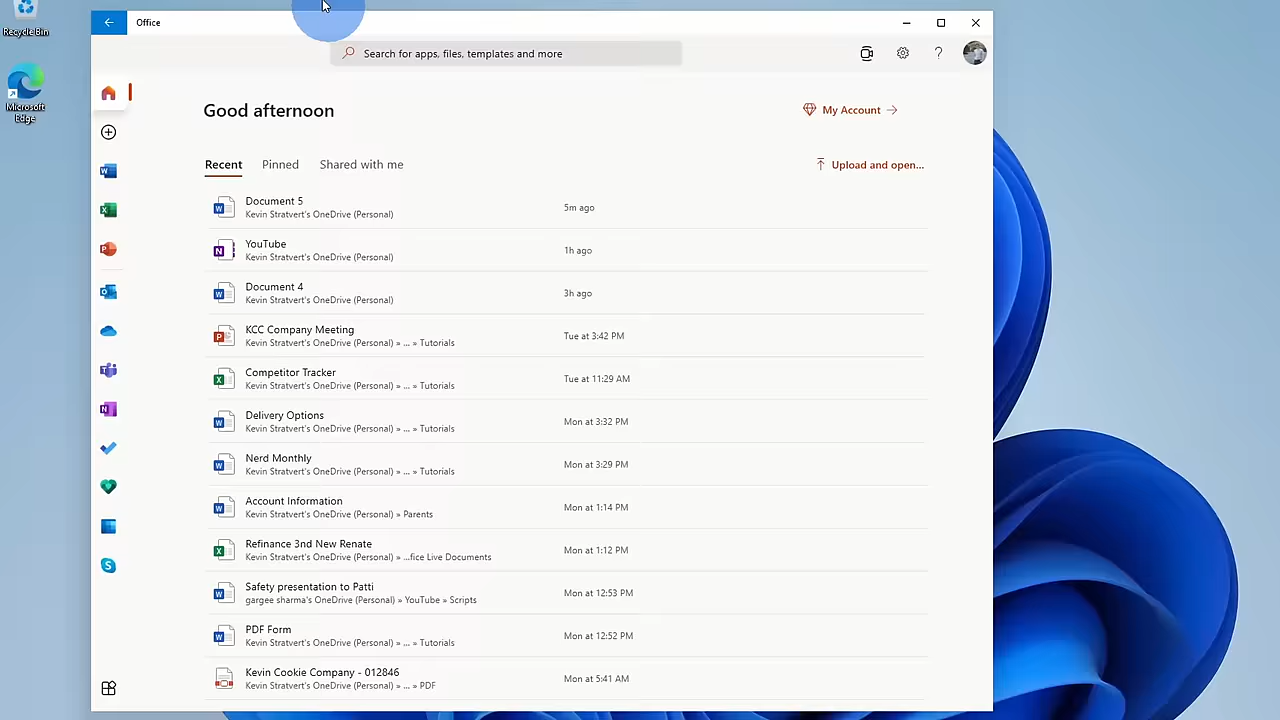 Recycle Bin
Microsoft
Edge
Office
Search for apps, files, templates and more
Good afternoon
My Account
Recent
Pinned
Shared with me
Upload and open...
Document 5
Kevin Stratvert's OneDrive (Personal)
5m ago
YouTube
Kevin Stratvert's OneDrive (Personal)
1h ago
Document 4
Kevin Stratvert's OneDrive (Personal)
3h ago
KCC Company Meeting
Kevin Stratvert's OneDrive (Personal) » ... » Tutorials
Tue at 3:42 PM
Competitor Tracker
Kevin Stratvert's OneDrive (Personal) » ... » Tutorials
Tue at 11:29 AM
Delivery Options
Kevin Stratvert's OneDrive (Personal) » ... » Tutorials
Mon at 3:32 PM
Nerd Monthly
Kevin Stratvert's OneDrive (Personal) » ... » Tutorials
Mon at 3:29 PM
Account Information
Kevin Stratvert's OneDrive (Personal) » Parents
Mon at 1:14 PM
Refinance 3nd New Renate
Kevin Stratvert's OneDrive (Personal) » ...fice Live Documents
Mon at 1:12 PM
Safety presentation to Patti
gargee sharma's OneDrive (Personal) » YouTube » Scripts
Mon at 12:53 PM
PDF Form
Kevin Stratvert's OneDrive (Personal) » ... » Tutorials
Mon at 12:52 PM
Kevin Cookie Company - 012846
Kevin Stratvert's OneDrive (Personal) » ... » PDF
Mon at 5:41 AM